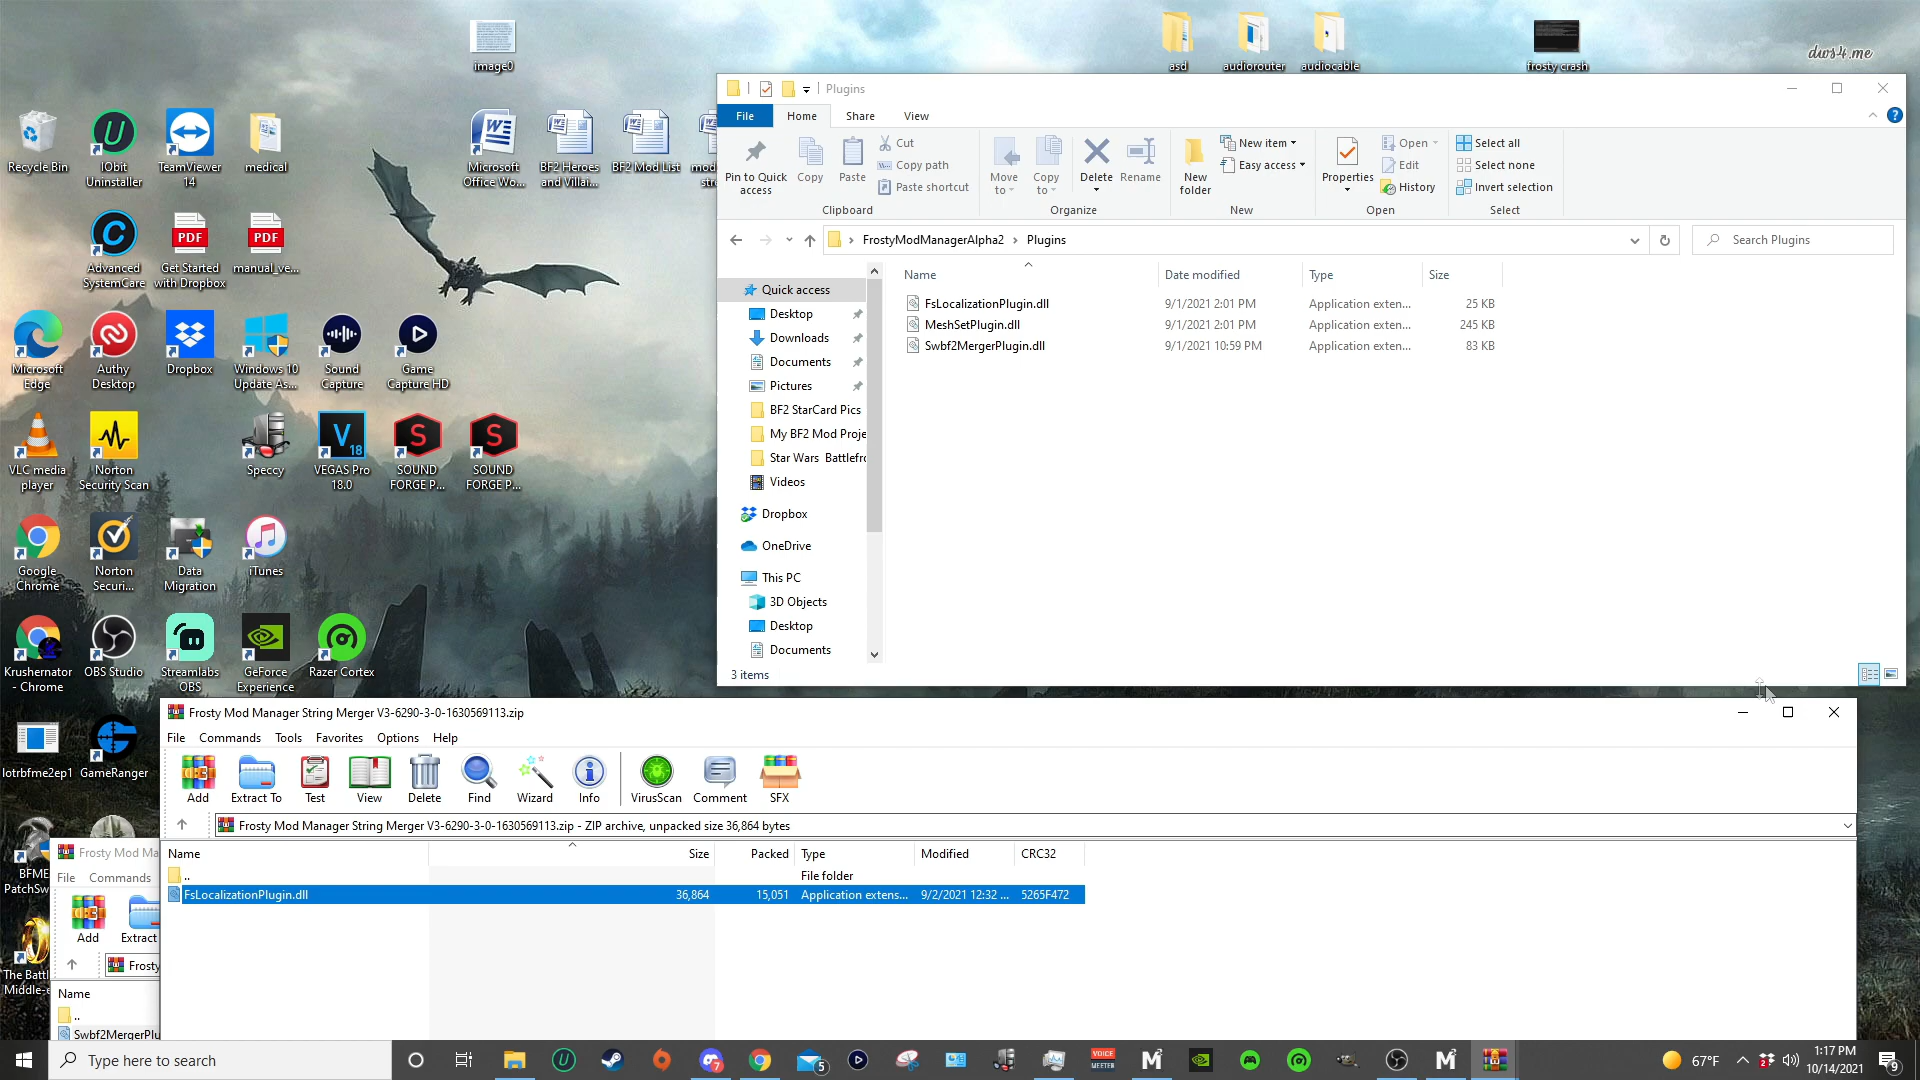 image0
asd
audiorouter
audiocable
frosty crash
dws4.me
Recycle Bin
IObit
Uninstaller
TeamViewer
14
medical
Microsoft
Office Wo...
BF2 Heroes
and Villai...
BF2 Mod List
Advanced
SystemCare
Get Started
with Dropbox
manual_ve...
PDF
PDF
Microsoft
Edge
Authy
Desktop
Dropbox
Windows 10
Update As...
Sound
Capture
Game
Capture HD
VLC media
player
Norton
Security Scan
Speccy
VEGAS Pro
18.0
SOUND
FORGE P...
SOUND
FORGE P...
Google
Chrome
Norton
Securi...
Data
Migration
iTunes
Krushernator
- Chrome
OBS Studio
Streamlabs
OBS
GeForce
Experience
Razer Cortex
lotrbfme2ep1
GameRanger
BFME
PatchSw
The Battl
Middle-e
Plugins
File
Home
Share
View
Pin to Quick
access
Copy
Paste
Cut
Copy path
Paste shortcut
Clipboard
Move
to
Copy
to
Delete
Rename
Organize
New
folder
New item
Easy access
New
Properties
Open
Edit
History
Open
Select all
Select none
Invert selection
Select
FrostyModManagerAlpha2 > Plugins
Search Plugins
Name Date modified Type Size
FsLocalizationPlugin.dll 9/1/2021 2:01 PM Application exten... 25 KB
MeshSetPlugin.dll 9/1/2021 2:01 PM Application exten... 245 KB
Swbf2MergerPlugin.dll 9/1/2021 10:59 PM Application exten... 83 KB
Quick access
Desktop
Downloads
Documents
Pictures
BF2 StarCard Pics
My BF2 Mod Proje
Star Wars Battlefr
Videos
Dropbox
OneDrive
This PC
3D Objects
Desktop
Documents
3 items
Frosty Mod Manager String Merger V3-6290-3-0-1630569113.zip
File Commands Tools Favorites Options Help
Add
Extract To
Test
View
Delete
Find
Wizard
Info
VirusScan
Comment
SFX
Frosty Mod Manager String Merger V3-6290-3-0-1630569113.zip - ZIP archive, unpacked size 36,864 bytes
Name Size Packed Type Modified CRC32
.. File folder
FsLocalizationPlugin.dll 36,864 15,051 Application extens... 9/2/2021 12:32 ... 5265F472
Frosty Mod Ma
File Commands
Add
Extract
Frosty
Name
..
Swbf2MergerPlu
Type here to search
7
5
VOICE
MEETER
67°F
2
1:17 PM
10/14/2021
9